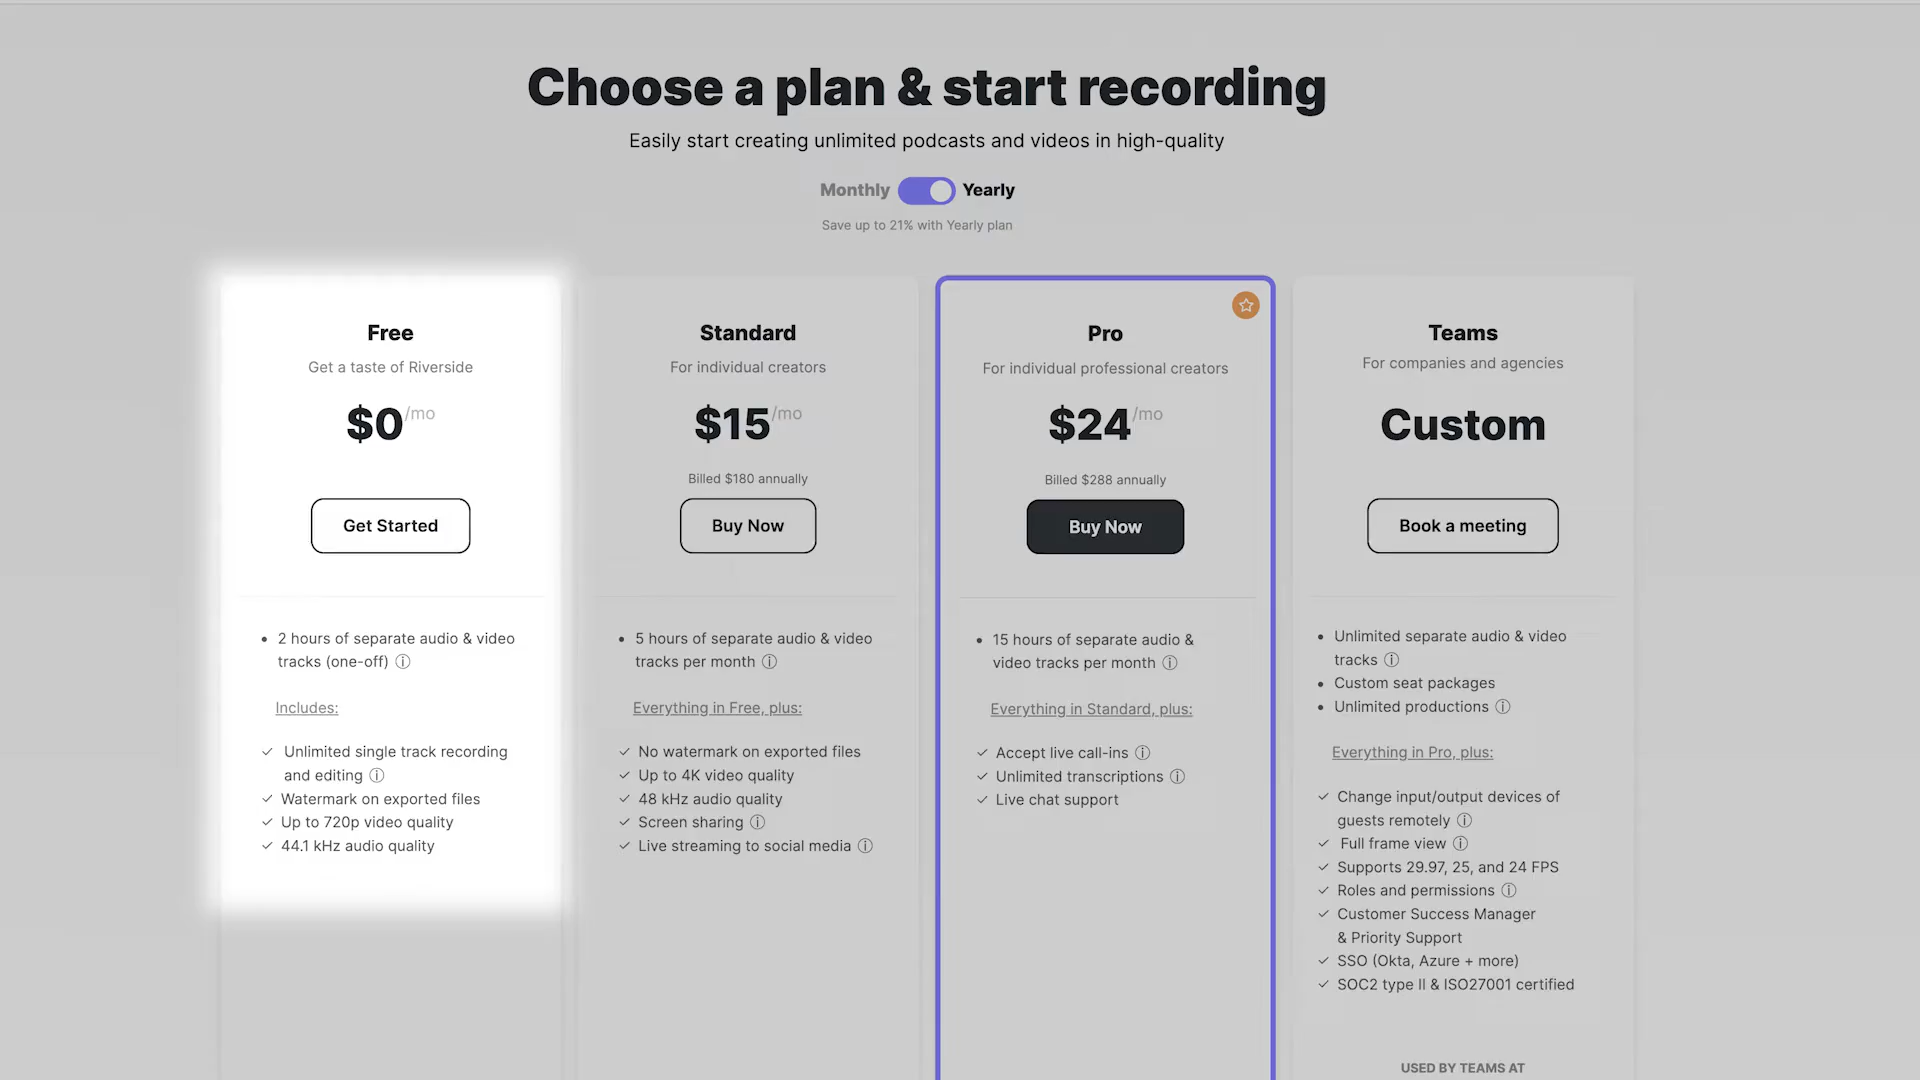 Choose a plan & start recording
Easily start creating unlimited podcasts and videos in high-quality
Monthly Yearly
Save up to 21% with Yearly plan
Free
Get a taste of Riverside
$0/mo
Get Started
2 hours of separate audio & video
tracks (one-off)
Includes:
Unlimited single track recording
and editing
Watermark on exported files
Up to 720p video quality
44.1 kHz audio quality
Standard
For individual creators
$15/mo
Billed $180 annually
Buy Now
5 hours of separate audio & video
tracks per month
Everything in Free, plus:
No watermark on exported files
Up to 4K video quality
48 kHz audio quality
Screen sharing
Live streaming to social media
Pro
For individual professional creators
$24/mo
Billed $288 annually
Buy Now
15 hours of separate audio &
video tracks per month
Everything in Standard, plus:
Accept live call-ins
Unlimited transcriptions
Live chat support
Teams
For companies and agencies
Custom
Book a meeting
Unlimited separate audio & video
tracks
Custom seat packages
Unlimited productions
Everything in Pro, plus:
Change input/output devices of
guests remotely
Full frame view
Supports 29.97, 25, and 24 FPS
Roles and permissions
Customer Success Manager
& Priority Support
SSO (Okta, Azure + more)
SOC2 type II & ISO27001 certified
USED BY TEAMS AT